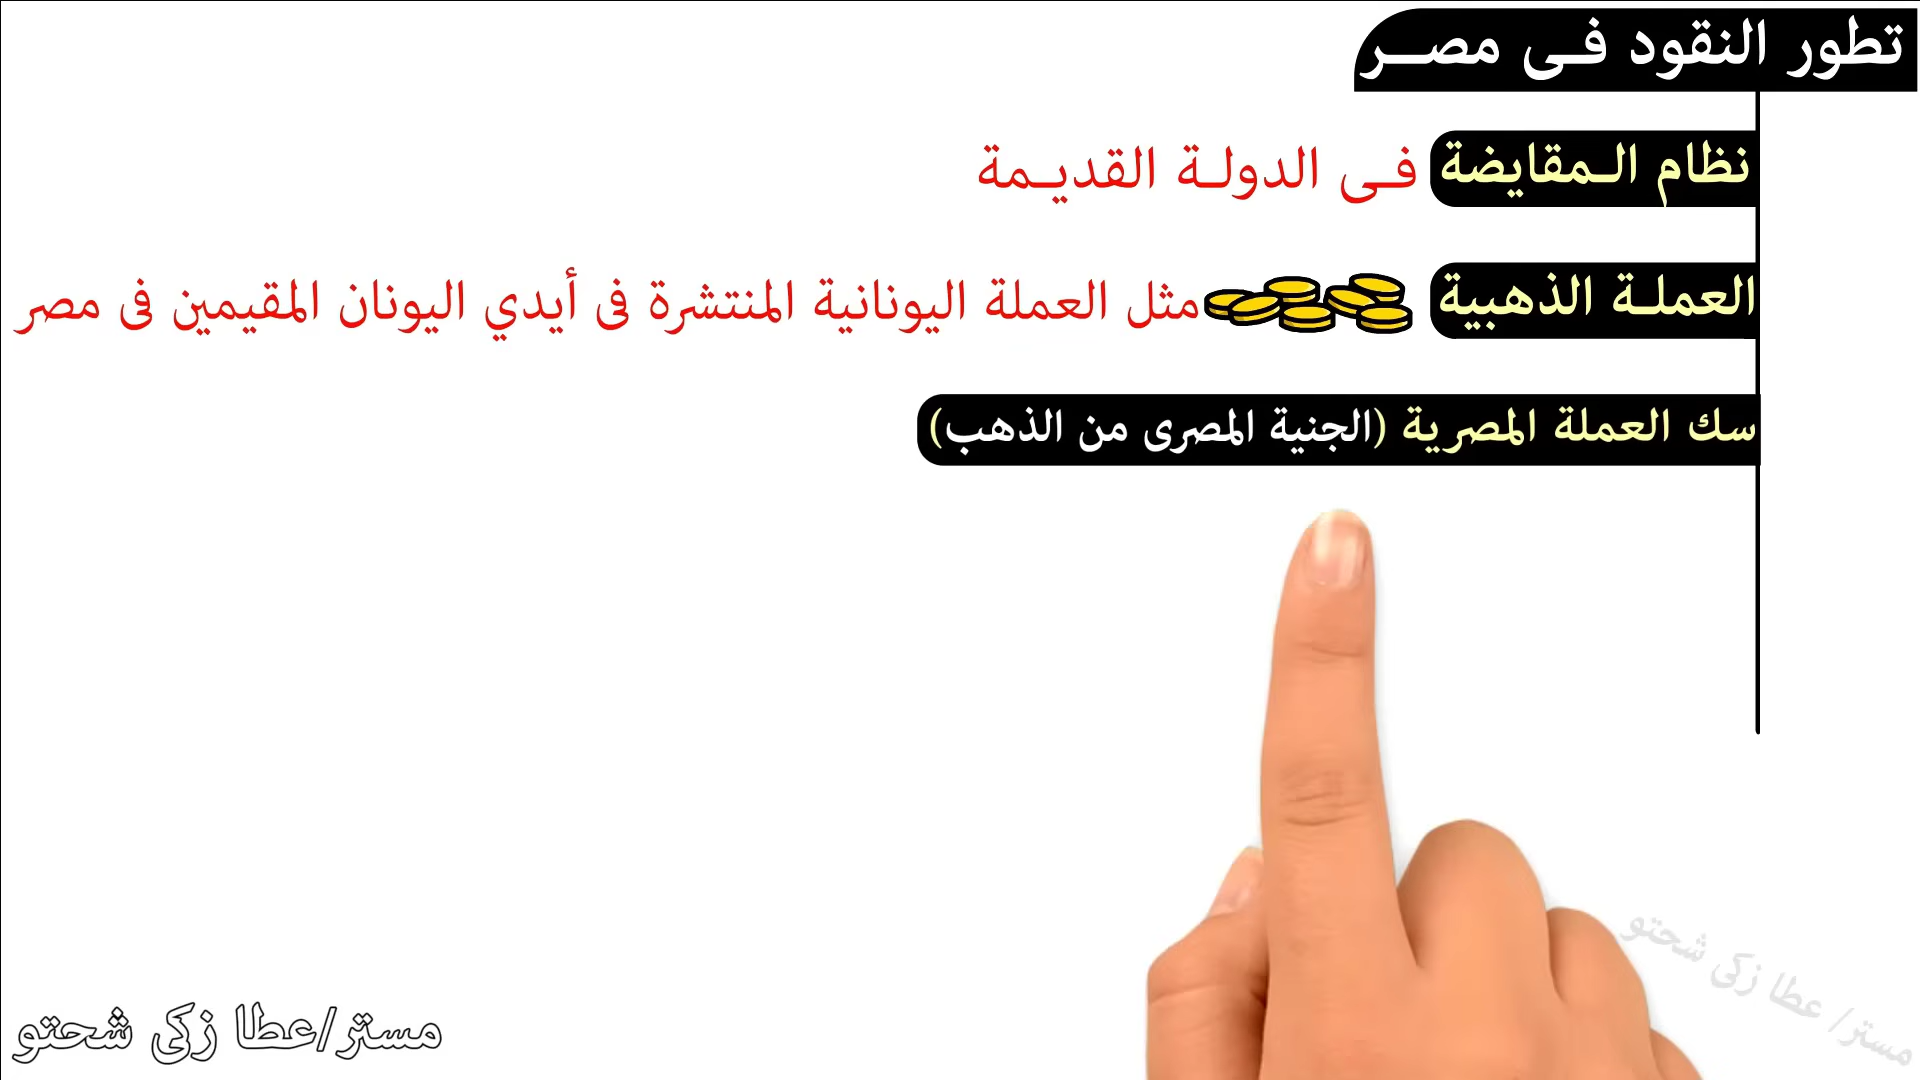 تطور النقود فى مصر
نظام المقايضة فى الدولة القديمة
العملة الذهبية مثل العملة اليونانية المنتشرة فى أيدي اليونان المقيمين فى مصر
سك العملة المصرية (الجنية المصرى من الذهب)
مستر/ عطا زكى شحتو
مستر/عطا زكى شحتو